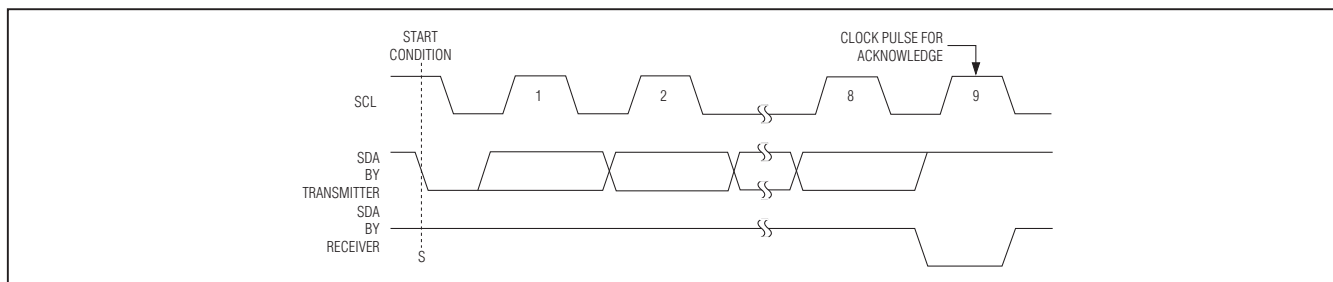 START
CONDITION
CLOCK PULSE FOR
ACKNOWLEDGE
SCL
1
2
8
9
SDA
BY
TRANSMITTER
SDA
BY
RECEIVER
S